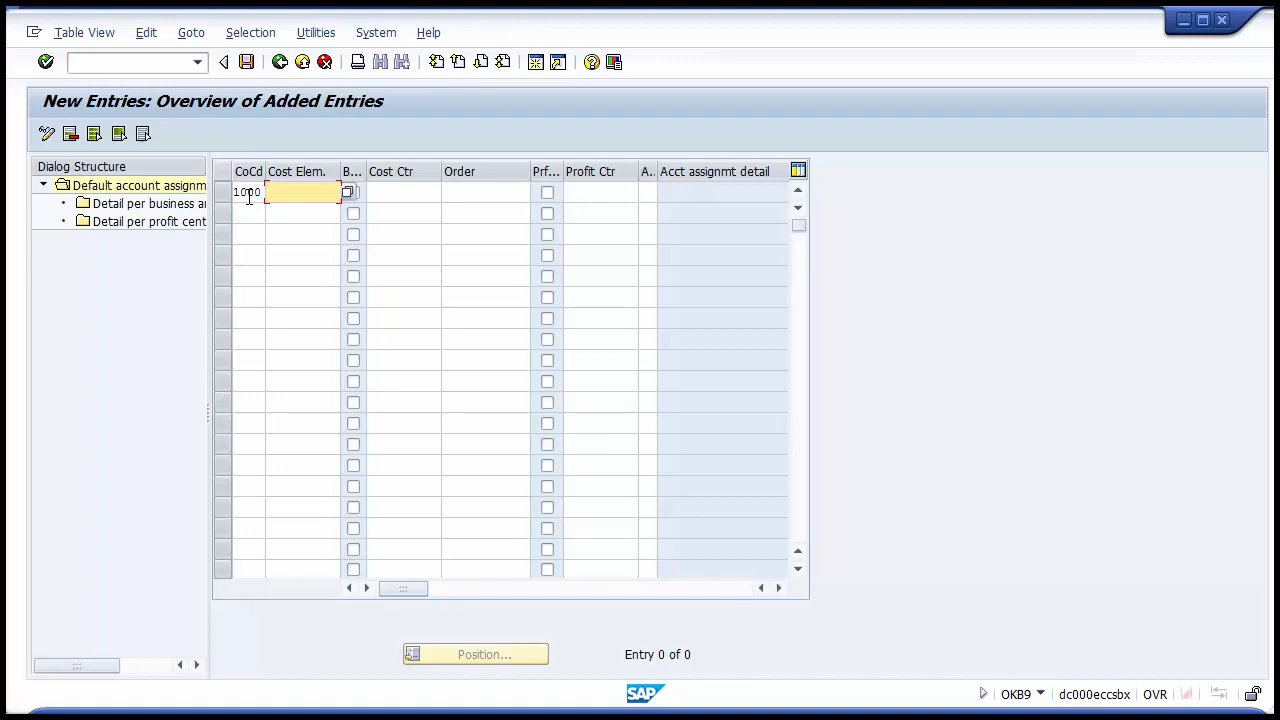 Table View Edit Goto Selection Utilities System Help
New Entries: Overview of Added Entries
Dialog Structure
Default account assignm
Detail per business ar
Detail per profit cent
CoCd Cost Elem. B... Cost Ctr Order Prf... Profit Ctr A.. Acct assignmt detail
1000
Position... Entry 0 of 0
SAP OKB9 dc000eccsbx OVR